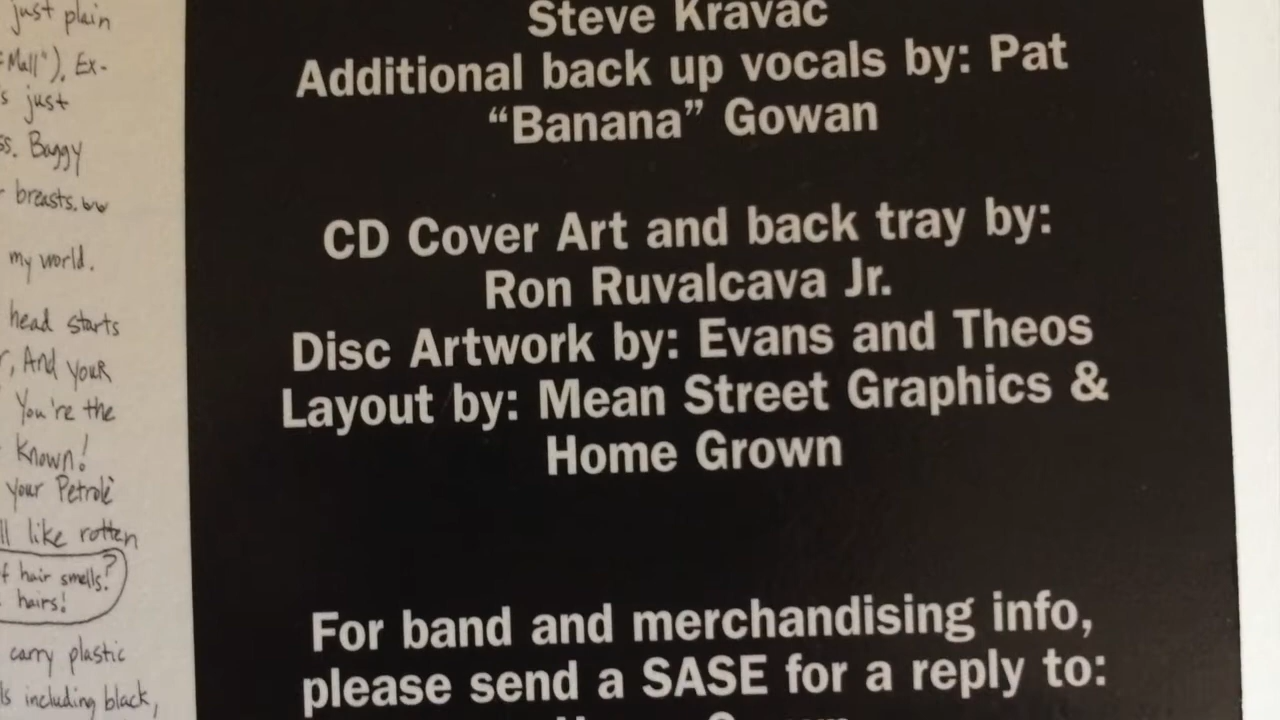 just plain
Mall"). Ex-
s just
ss. Baggy
breasts.
my world.
head starts
r, And youR
You're the
Known!
your Petrolè
ll like rotten
f hair smells?
hairs!
carry plastic
ls including black,
Steve Kravac
Additional back up vocals by: Pat
“Banana” Gowan
CD Cover Art and back tray by:
Ron Ruvalcava Jr.
Disc Artwork by: Evans and Theos
Layout by: Mean Street Graphics &
Home Grown
For band and merchandising info,
please send a SASE for a reply to:
Home Grown